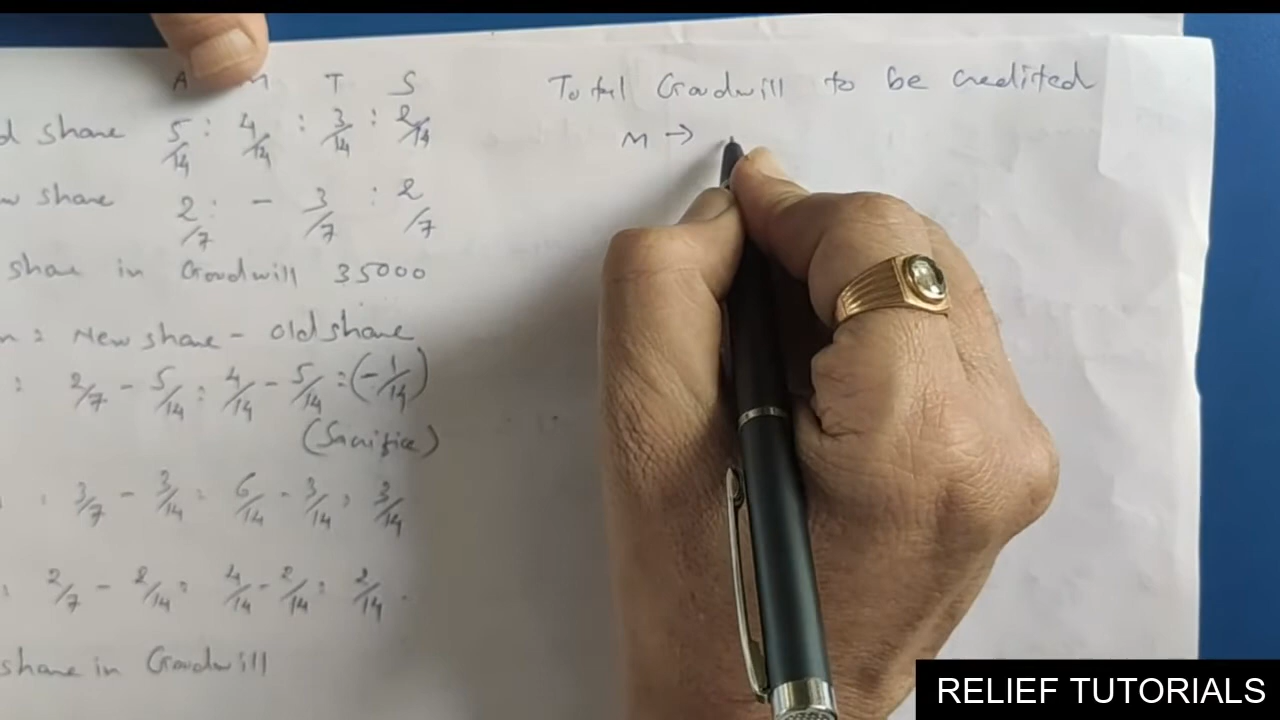 A M T S
d share 5/14 : 4/14 : 3/14 : 2/14
w share 2/7 : - 3/7 : 2/7
share in Goodwill 35000
n : New share - old share
: 2/7 - 5/14 : 4/14 - 5/14 : (-1/14)
(Sacrifice)
: 3/7 - 3/14 : 6/14 - 3/14 : 3/14
: 2/7 - 2/14 : 4/14 - 2/14 : 2/14
share in Goodwill
Total Goodwill to be credited
M →
RELIEF TUTORIALS